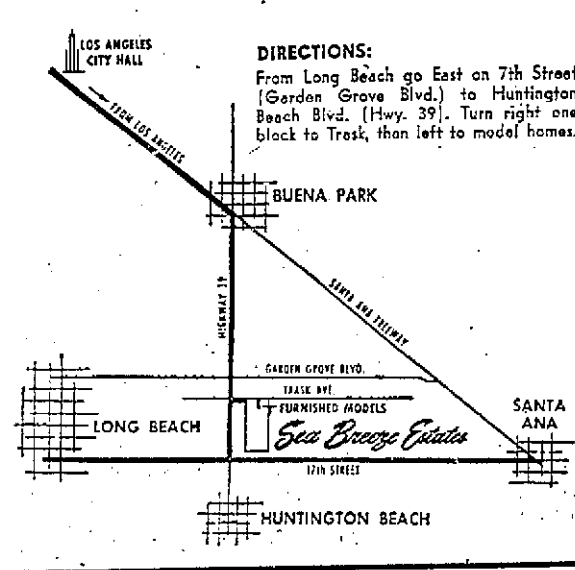 LOS ANGELES
CITY HALL
DIRECTIONS:
From Long Beach go East on 7th Street
(Garden Grove Blvd.) to Huntington
Beach Blvd. (Hwy. 39). Turn right one
block to Trask, then left to model homes.
FROM LOS ANGELES
BUENA PARK
HIGHWAY 39
SANTA ANA FREEWAY
GARDEN GROVE BLVD.
TRASK AVE.
FURNISHED MODELS
LONG BEACH
Sea Breeze Estates
SANTA
ANA
17th STREET
HUNTINGTON BEACH